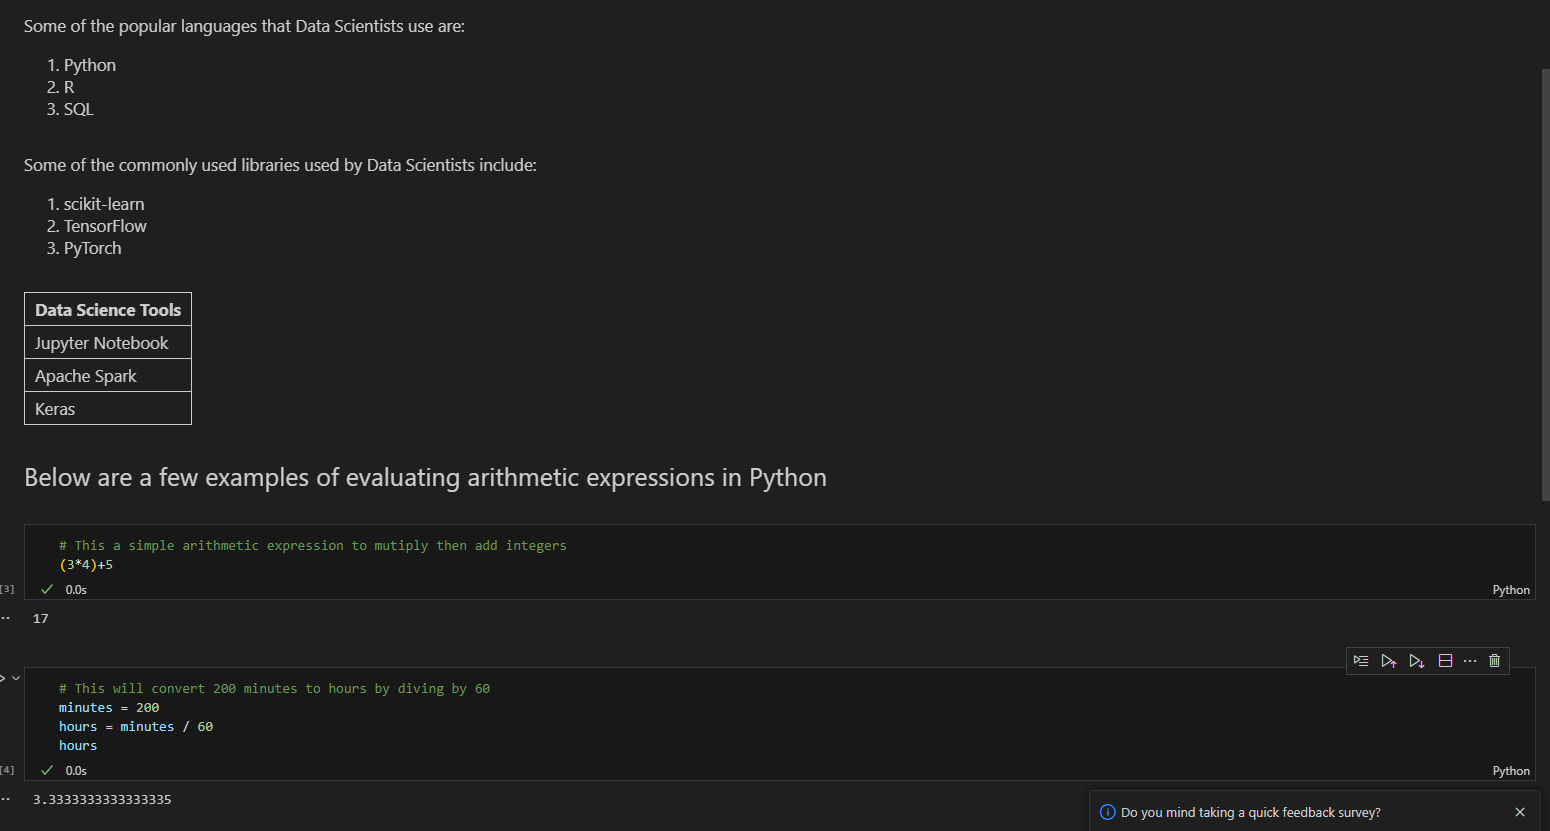 Some of the popular languages that Data Scientists use are:
1. Python
2. R
3. SQL
Some of the commonly used libraries used by Data Scientists include:
1. scikit-learn
2. TensorFlow
3. PyTorch
Data Science Tools
Jupyter Notebook
Apache Spark
Keras
Below are a few examples of evaluating arithmetic expressions in Python
# This a simple arithmetic expression to mutiply then add integers
(3*4)+5
[3] 0.0s Python
17
# This will convert 200 minutes to hours by diving by 60
minutes = 200
hours = minutes / 60
hours
[4] 0.0s Python
3.3333333333333335
Do you mind taking a quick feedback survey?